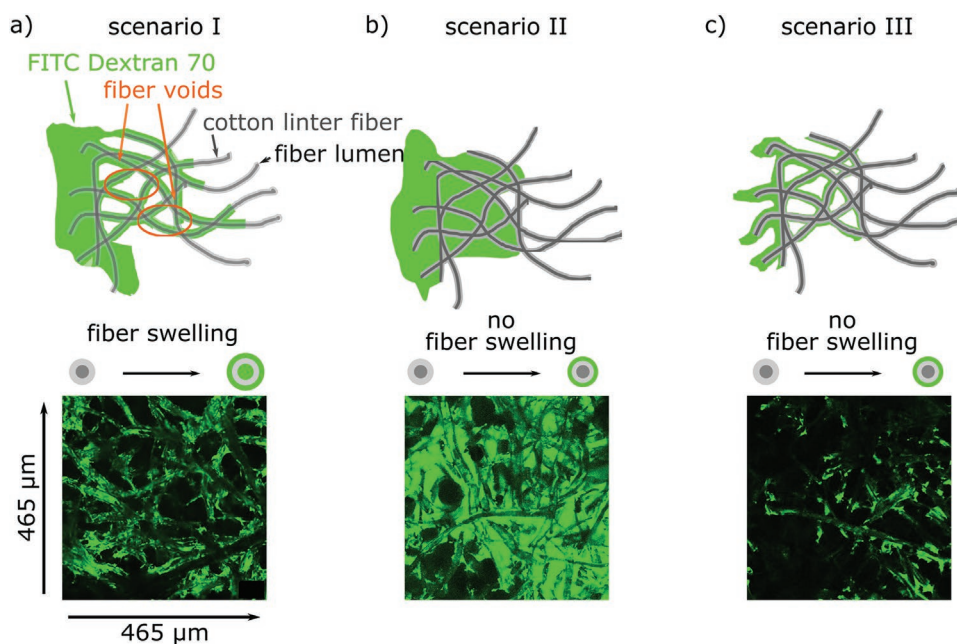 a) scenario I
b) scenario II
c) scenario III
FITC Dextran 70
fiber voids
cotton linter fiber
fiber lumen
fiber swelling
no
fiber swelling
no
fiber swelling
465 µm
465 µm